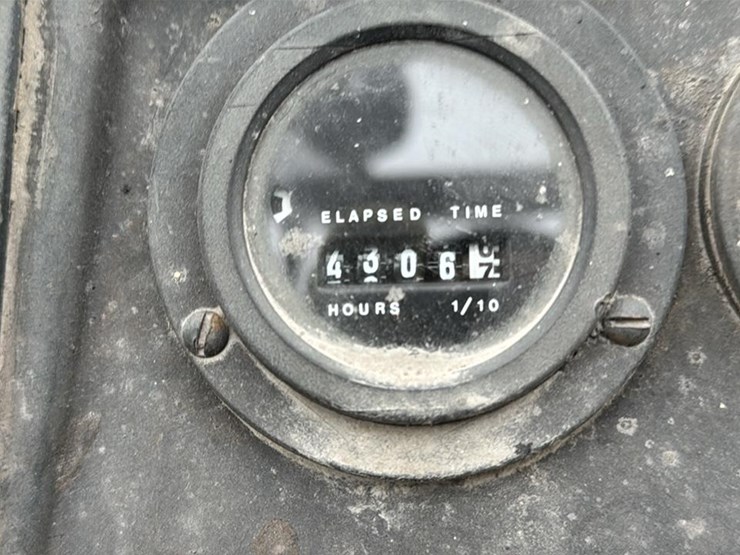 ELAPSED TIME
4306
HOURS 1/10